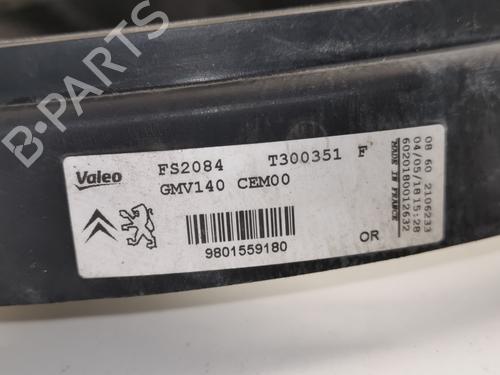 Valeo FS2084 T300351 F
GMV140 CEM00
9801559180
OR
08 60 2106233
04/05/18 15:28
6020180012632
MADE IN FRANCE
B-PARTS